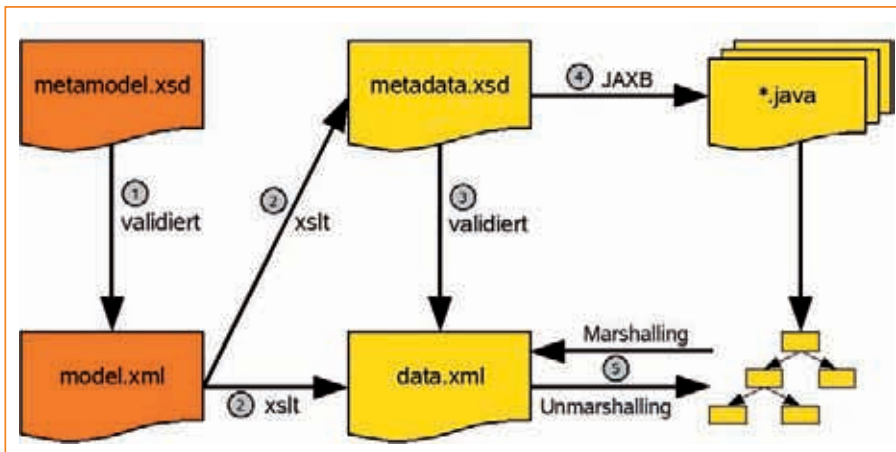 metamodel.xsd
metadata.xsd
4 JAXB
*.java
1
validiert
2
xslt
3
validiert
model.xml
2 xslt
data.xml
Marshalling
5
Unmarshalling